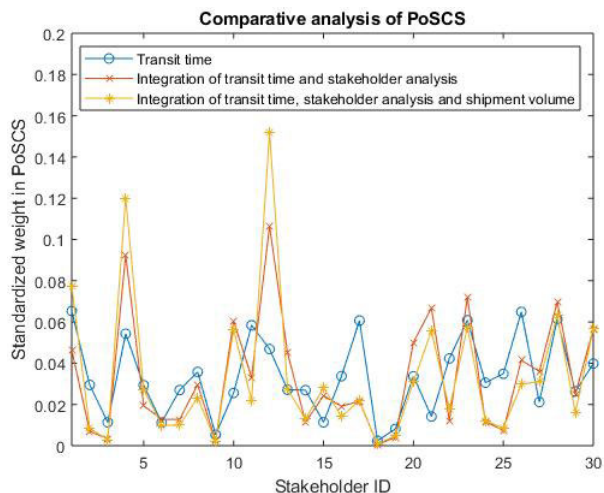 Comparative analysis of PoSCS
0.2
0.18
0.16
0.14
0.12
0.1
0.08
0.06
0.04
0.02
0
Standardized weight in PoSCS
Transit time
Integration of transit time and stakeholder analysis
Integration of transit time, stakeholder analysis and shipment volume
5
10
15
20
25
30
Stakeholder ID